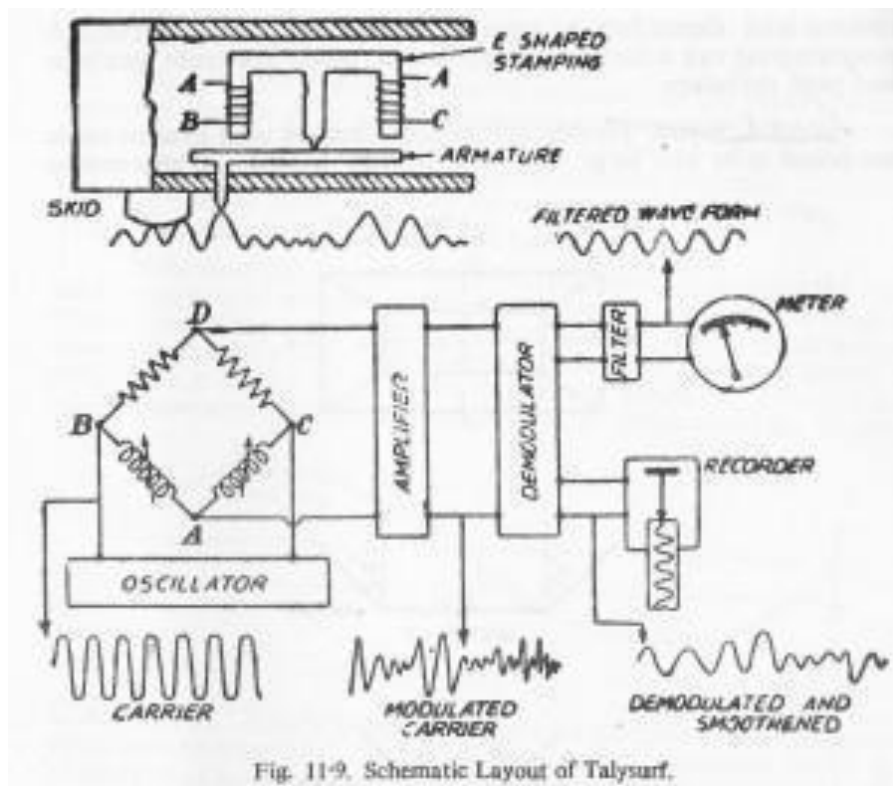 E SHAPED
STAMPING
A
A
B
C
ARMATURE
SKID
FILTERED WAVE FORM
D
METER
B
C
AMPLIFIER
DEMODULATOR
FILTER
RECORDER
A
OSCILLATOR
CARRIER
MODULATED
CARRIER
DEMODULATED AND
SMOOTHENED
Fig. 11·9. Schematic Layout of Talysurf.